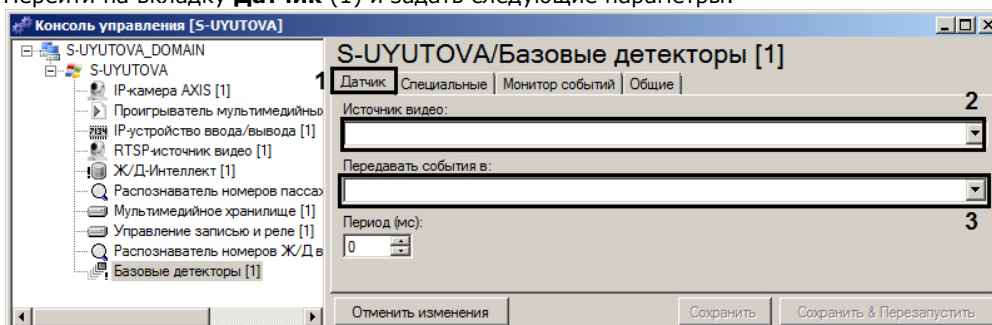 Перейти на вкладку Датчик (1) и задать следующие параметры:
Консоль управления [S-UYUTOVA]
S-UYUTOVA_DOMAIN
S-UYUTOVA
IP-камера AXIS [1]
Проигрыватель мультимедийных
IP-устройство ввода/вывода [1]
RTSP-источник видео [1]
Ж/Д-Интеллект [1]
Распознаватель номеров пассаж
Мультимедийное хранилище [1]
Управление записью и реле [1]
Распознаватель номеров Ж/Д в
Базовые детекторы [1]
S-UYUTOVA/Базовые детекторы [1]
1
Датчик Специальные Монитор событий Общие
Источник видео:
2
Передавать события в:
3
Период (мс):
0
Отменить изменения Сохранить Сохранить & Перезапустить